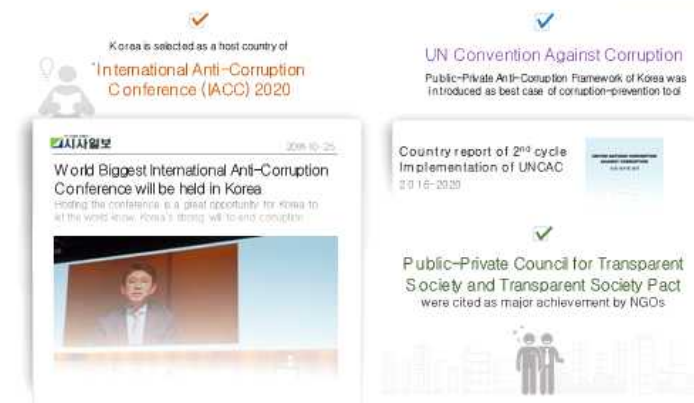 Korea is selected as a host country of
"International Anti-Corruption
Conference (IACC) 2020
시사일보
2018-10-25
World Biggest International Anti-Corruption
Conference will be held in Korea
Hosting the conference is a great opportunity for Korea to
let the world know Korea's strong will to end corruption
UN Convention Against Corruption
Public-Private Anti-Corruption Framework of Korea was
introduced as best case of corruption-prevention tool
Country report of 2nd cycle
Implementation of UNCAC
2016-2020
UNITED NATIONS CONVENTION
AGAINST CORRUPTION
Public-Private Council for Transparent
Society and Transparent Society Pact
were cited as major achievement by NGOs